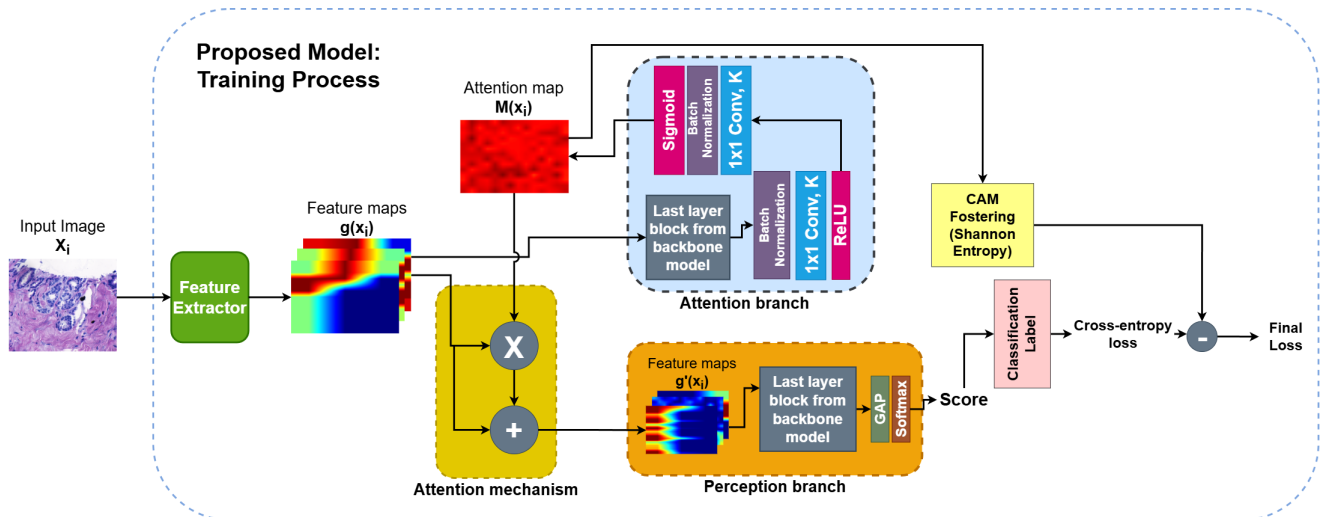 Proposed Model:
Training Process
Input Image
Xi
Feature
Extractor
Feature maps
g(xi)
Attention map
M(xi)
Sigmoid
Batch
Normalization
1x1 Conv, K
Last layer
block from
backbone
model
Batch
Normalization
1x1 Conv, K
ReLU
Attention branch
X
+
Attention mechanism
Feature maps
g'(xi)
Last layer
block from
backbone
model
GAP
Softmax
Perception branch
Score
CAM
Fostering
(Shannon
Entropy)
Classification
Label
Cross-entropy
loss
-
Final
Loss